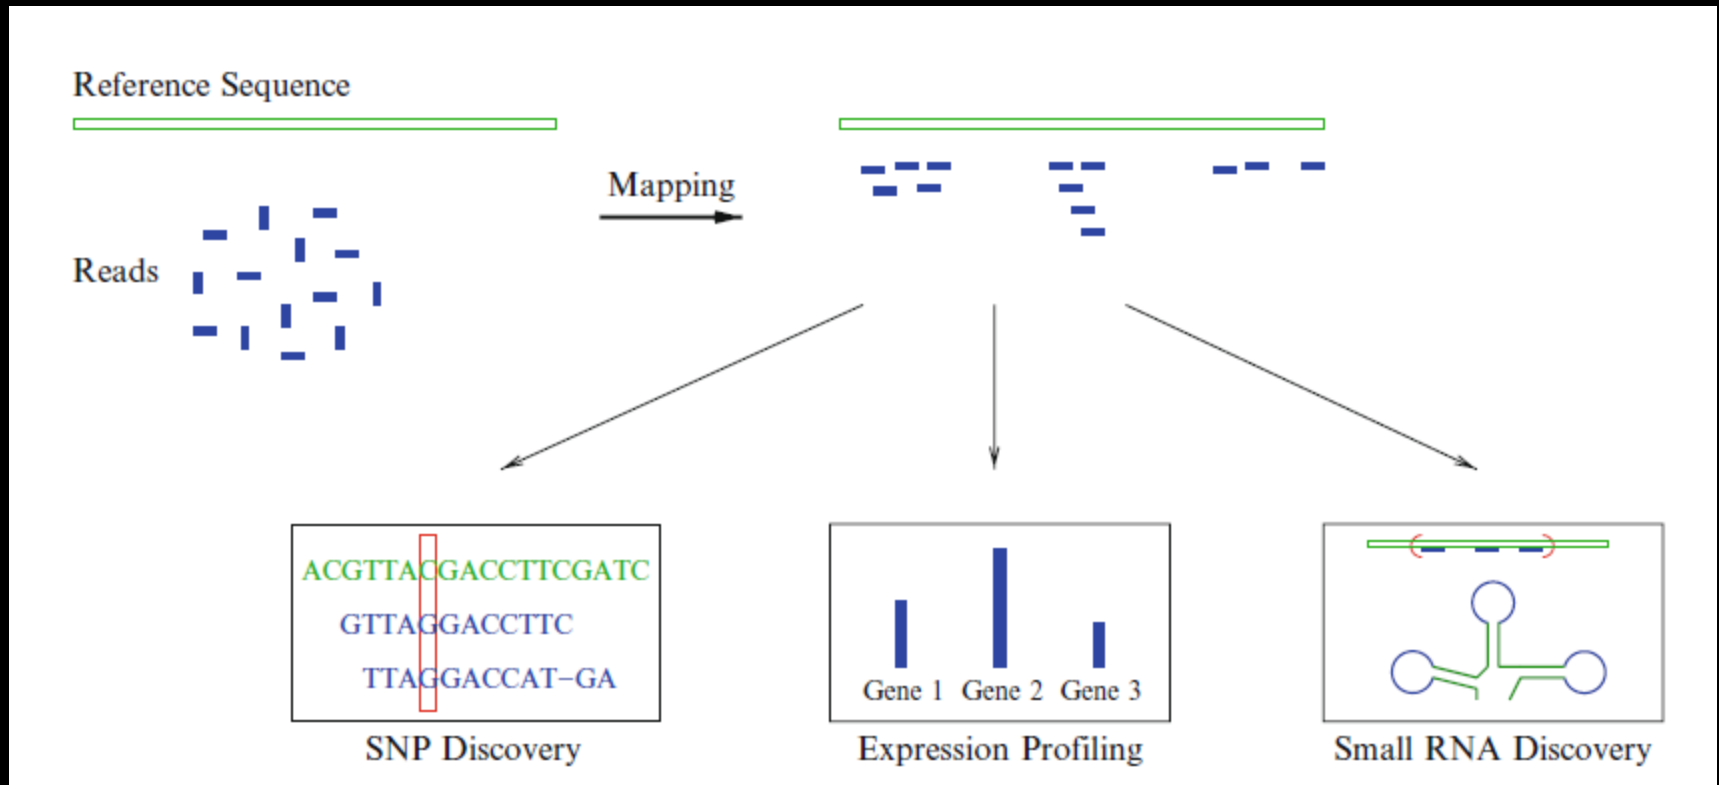 Reference Sequence
Mapping
Reads
ACGTTACGACCTTCGATC
GTTAGGACCTTC
TTAGGACCAT-GA
Gene 1 Gene 2 Gene 3
SNP Discovery
Expression Profiling
Small RNA Discovery